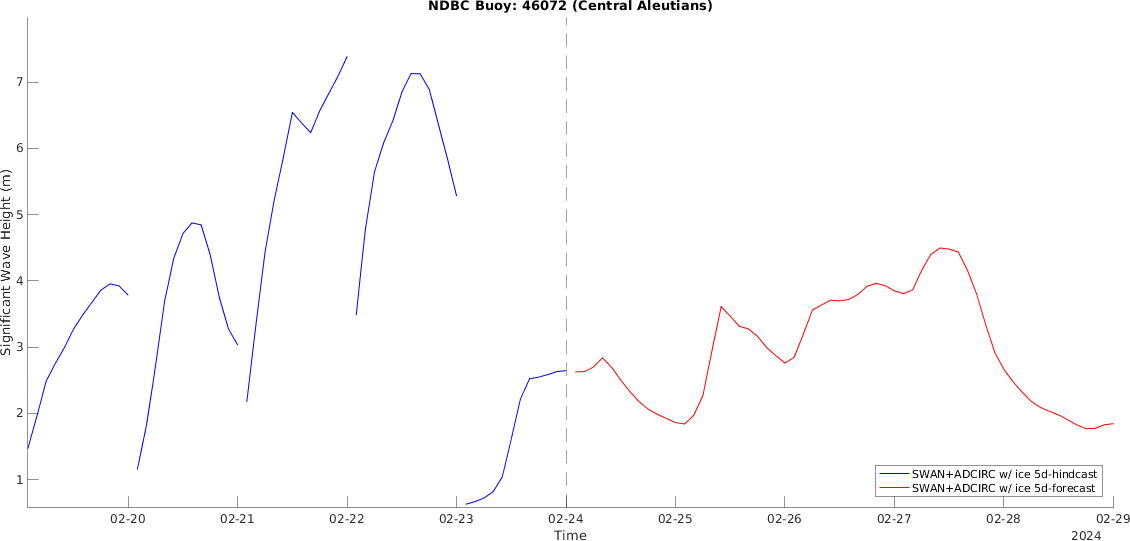 NDBC Buoy: 46072 (Central Aleutians)
Significant Wave Height (m)
7
6
5
4
3
2
1
SWAN+ADCIRC w/ ice 5d-hindcast
SWAN+ADCIRC w/ ice 5d-forecast
02-20 02-21 02-22 02-23 02-24 02-25 02-26 02-27 02-28 02-29
Time
2024